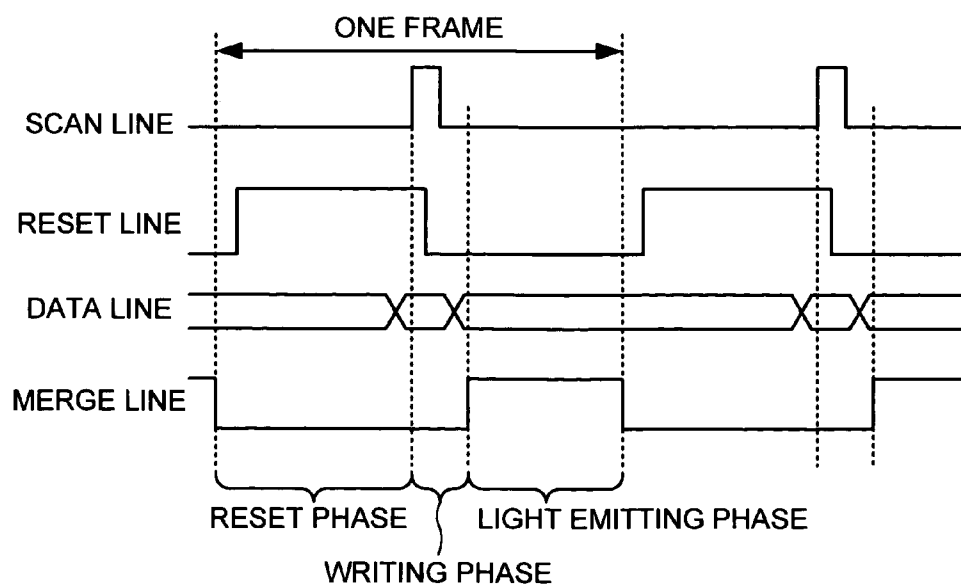 ONE FRAME
SCAN LINE
RESET LINE
DATA LINE
MERGE LINE
RESET PHASE
LIGHT EMITTING PHASE
WRITING PHASE